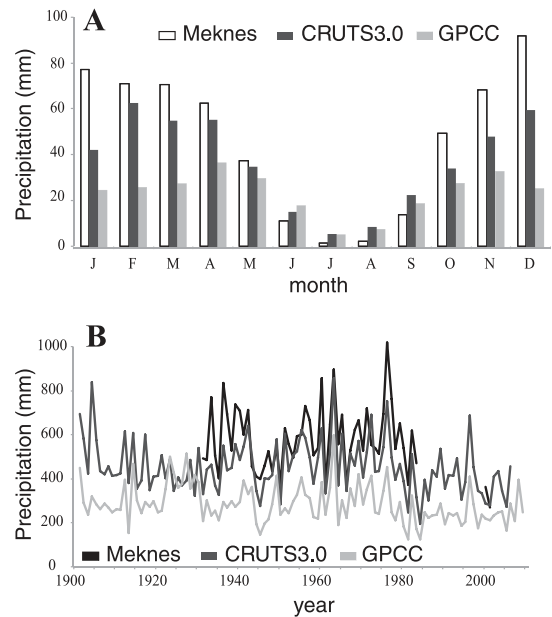 A
Meknes CRUTS3.0 GPCC
Precipitation (mm)
100
80
60
40
20
0
J F M A M J J A S O N D
month
B
Precipitation (mm)
1000
800
600
400
200
0
Meknes CRUTS3.0 GPCC
1900 1920 1940 1960 1980 2000
year